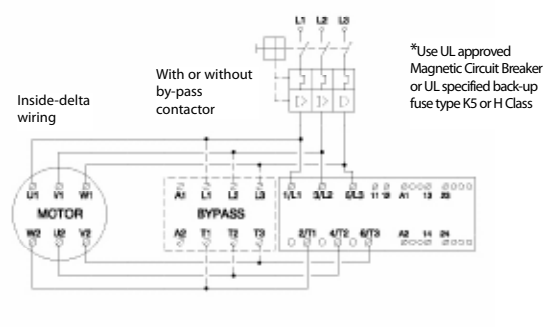 L1 L2 L3
*Use UL approved
Magnetic Circuit Breaker
or UL specified back-up
fuse type K5 or H Class
With or without
by-pass
contactor
Inside-delta
wiring
U1 V1 W1
MOTOR
W2 U2 V2
A1 L1 L2 L3
BYPASS
A2 T1 T2 T3
1/L1 3/L2 5/L3 11 12 A1 13 23
2/T1 4/T2 6/T3 A2 14 24